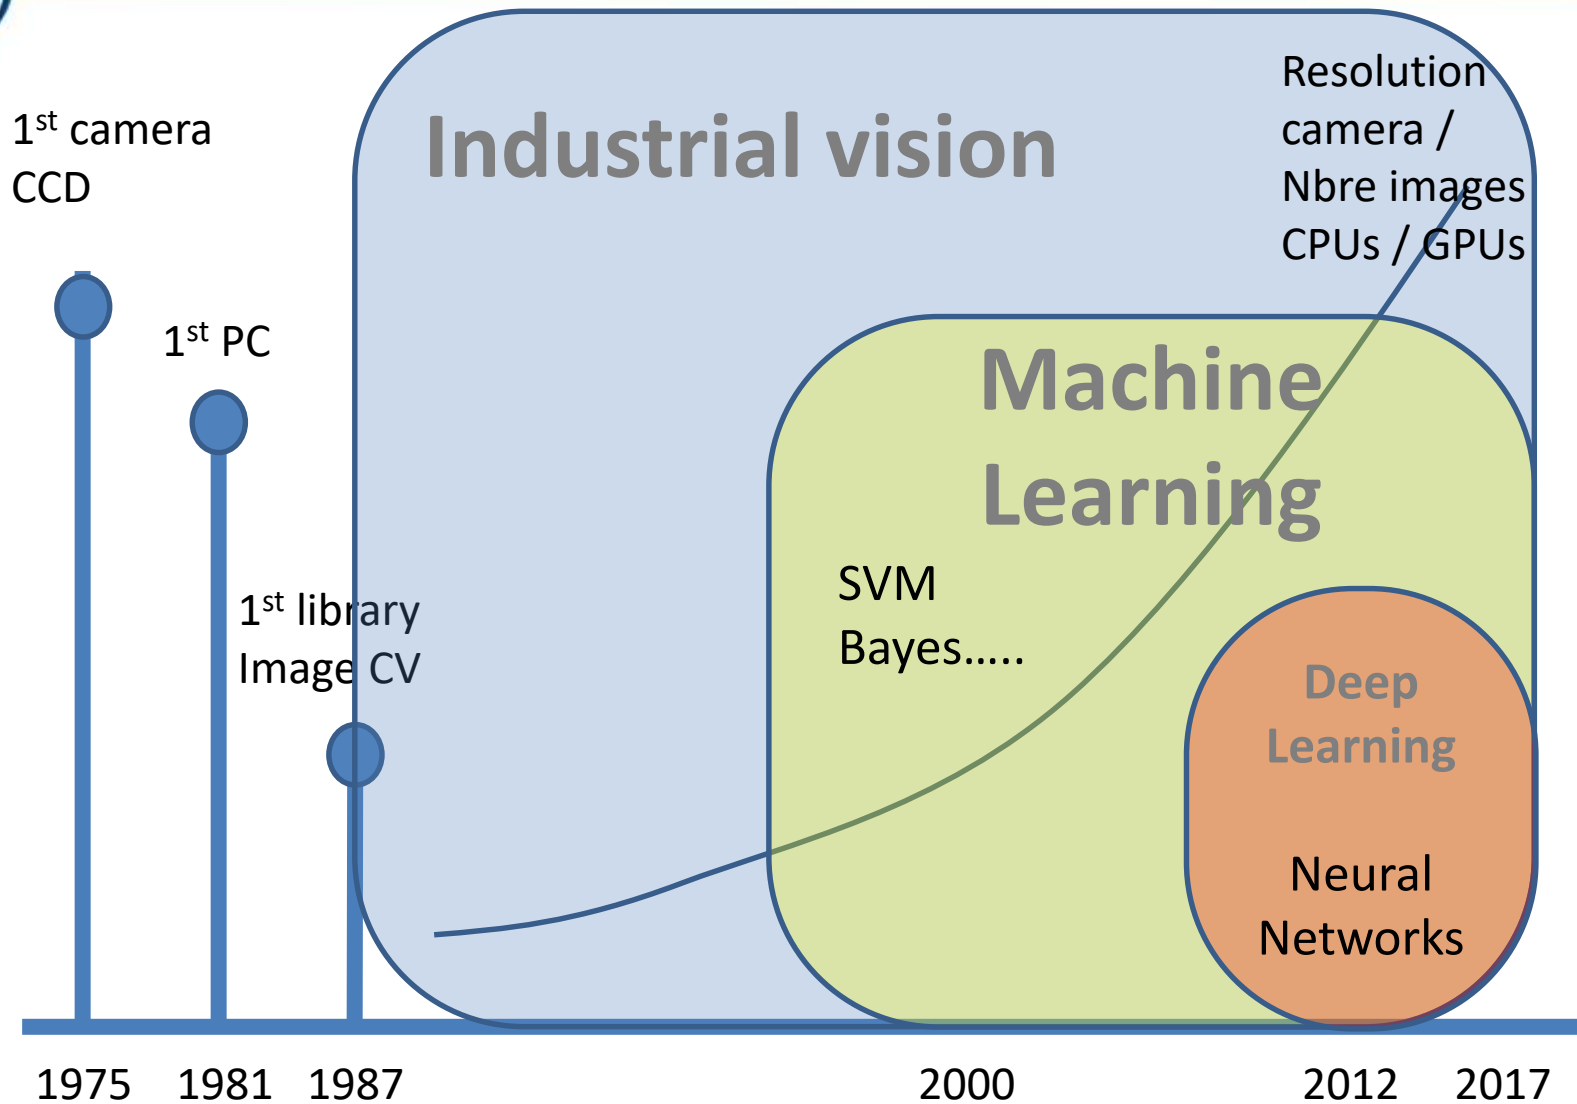 1st camera
CCD
1st PC
1st library
Image CV
Industrial vision
Resolution
camera /
Nbre images
CPUs / GPUs
Machine
Learning
SVM
Bayes.....
Deep
Learning
Neural
Networks
1975 1981 1987 2000 2012 2017